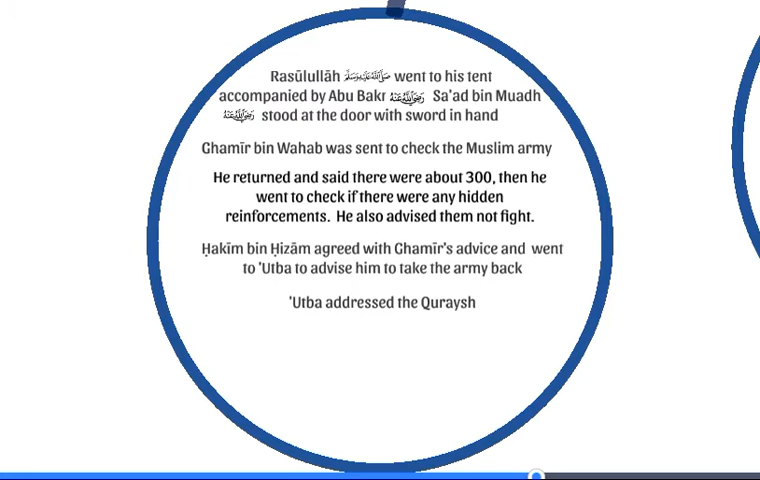 Rasūlullāh ﷺ went to his tent
accompanied by Abu Bakr رضي الله عنه Sa'ad bin Muadh
رضي الله عنه stood at the door with sword in hand
Ghamīr bin Wahab was sent to check the Muslim army
He returned and said there were about 300, then he
went to check if there were any hidden
reinforcements. He also advised them not fight.
Ḥakīm bin Ḥizām agreed with Ghamīr's advice and went
to 'Utba to advise him to take the army back
'Utba addressed the Quraysh